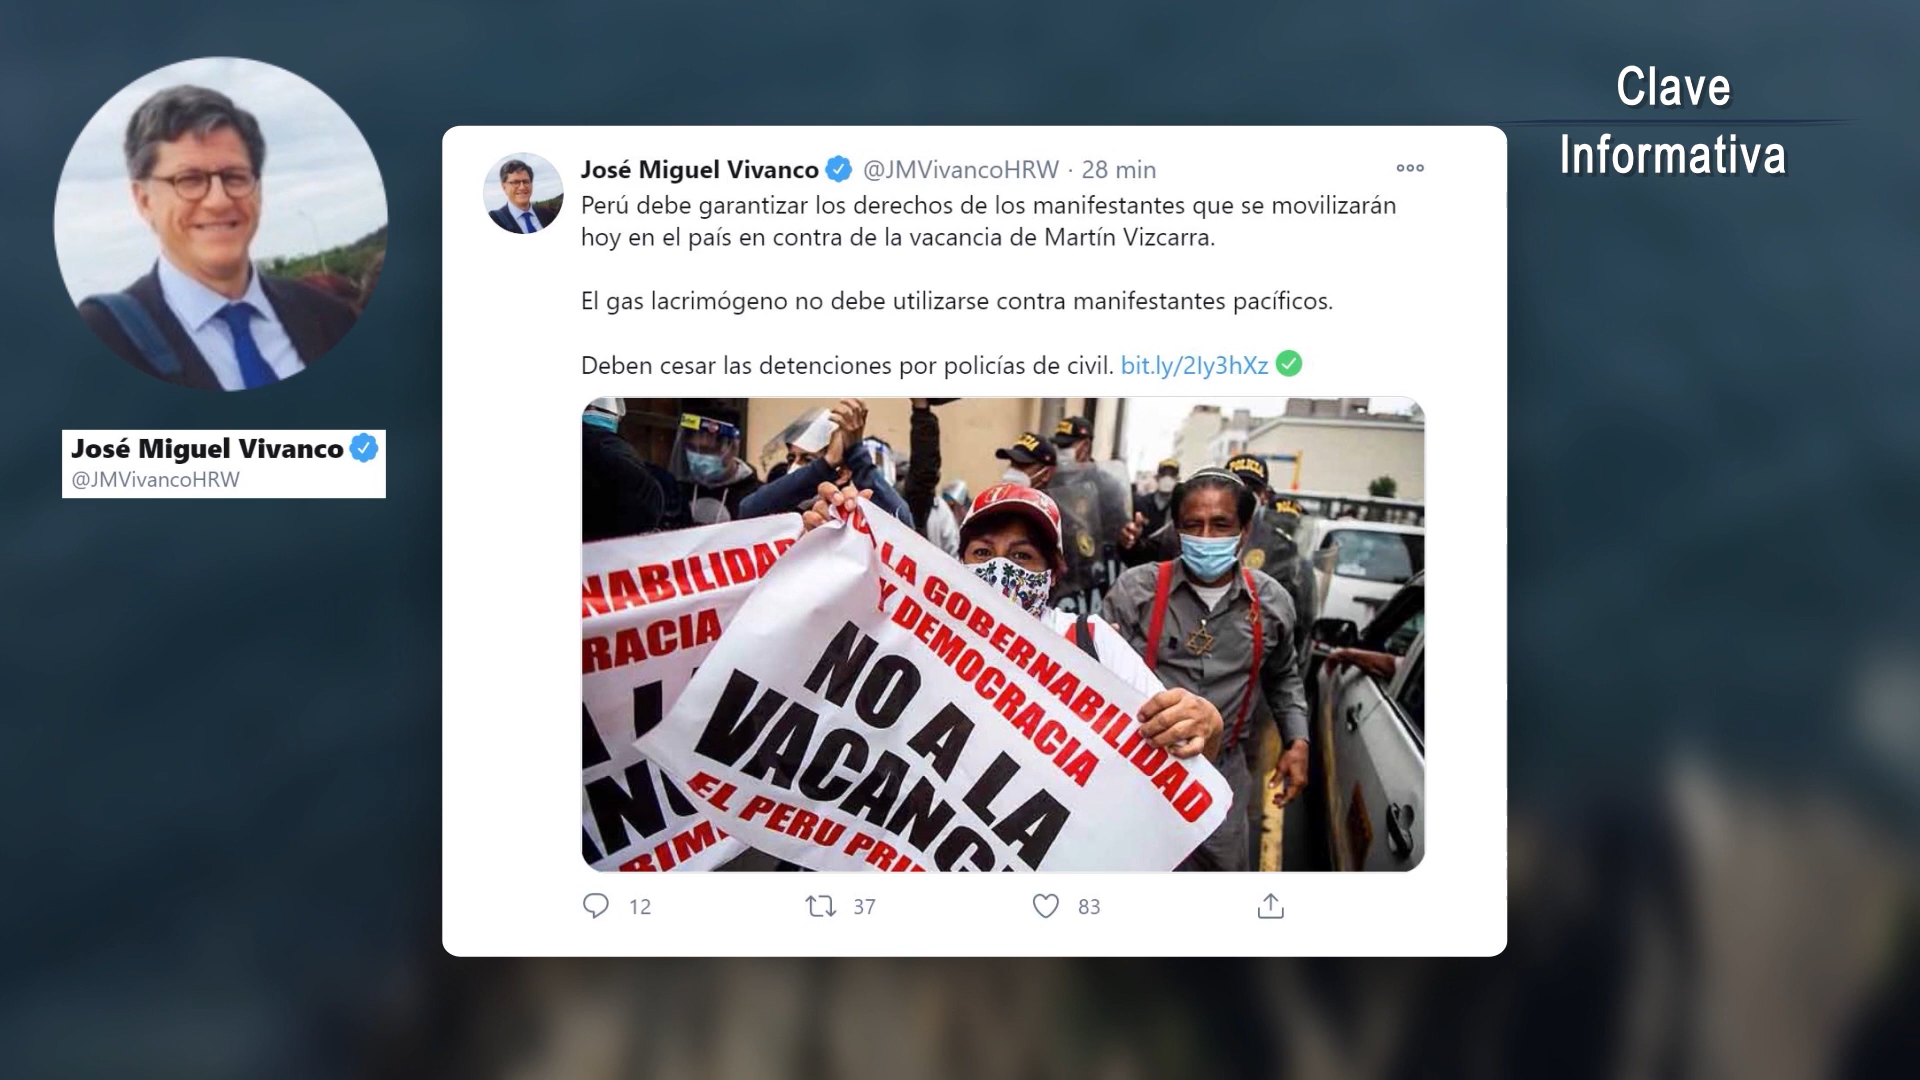 Clave
Informativa
José Miguel Vivanco
@JMVivancoHRW
José Miguel Vivanco @JMVivancoHRW · 28 min
Perú debe garantizar los derechos de los manifestantes que se movilizarán
hoy en el país en contra de la vacancia de Martín Vizcarra.
El gas lacrimógeno no debe utilizarse contra manifestantes pacíficos.
Deben cesar las detenciones por policías de civil. bit.ly/2Iy3hXz
POLICIA
NABILIDAD
RACIA
LA GOBERNABILIDAD
Y DEMOCRACIA
NO A LA
VACANC
EL PERU PRI
RIM
12
37
83